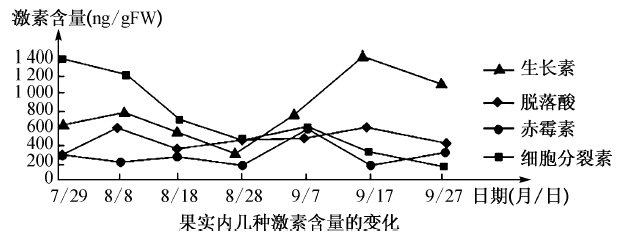 激素含量(ng/gFW)
1 400
1 200
1 000
800
600
400
200
0
7/29 8/8 8/18 8/28 9/7 9/17 9/27 日期(月/日)
生长素
脱落酸
赤霉素
细胞分裂素
果实内几种激素含量的变化